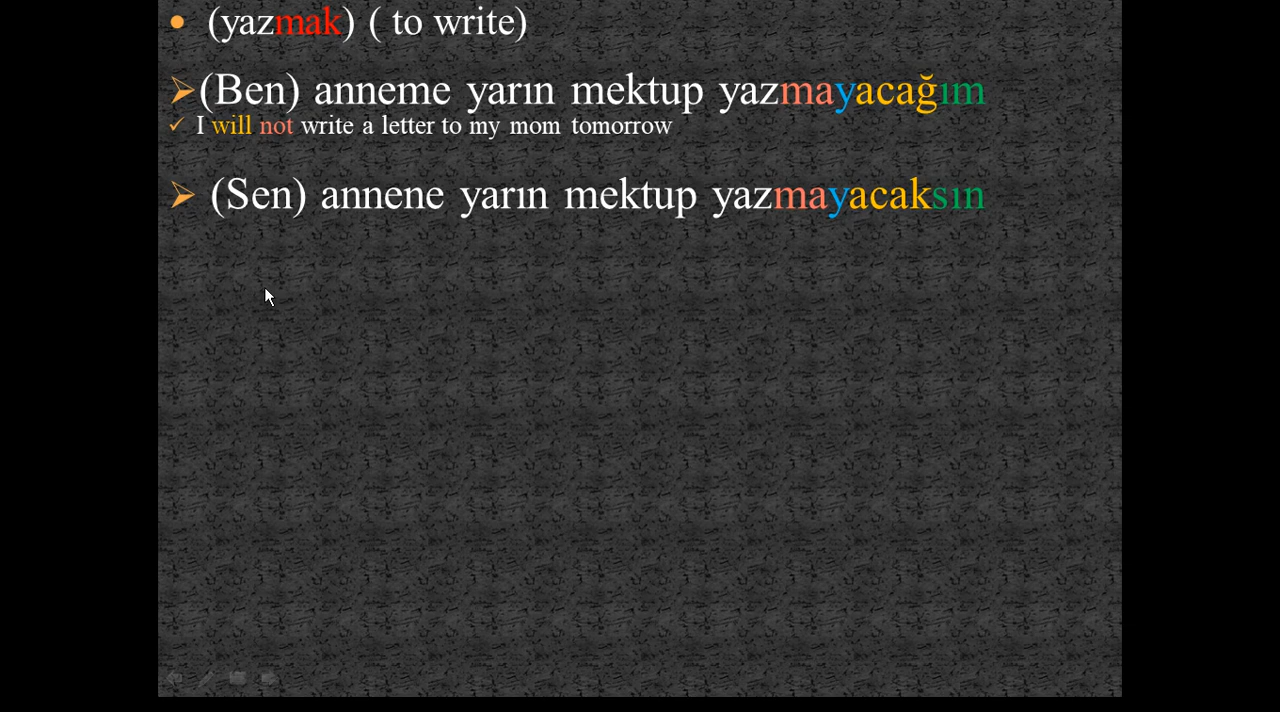 (yazmak) ( to write)
(Ben) anneme yarın mektup yazmayacağım
I will not write a letter to my mom tomorrow
(Sen) annene yarın mektup yazmayacaksın